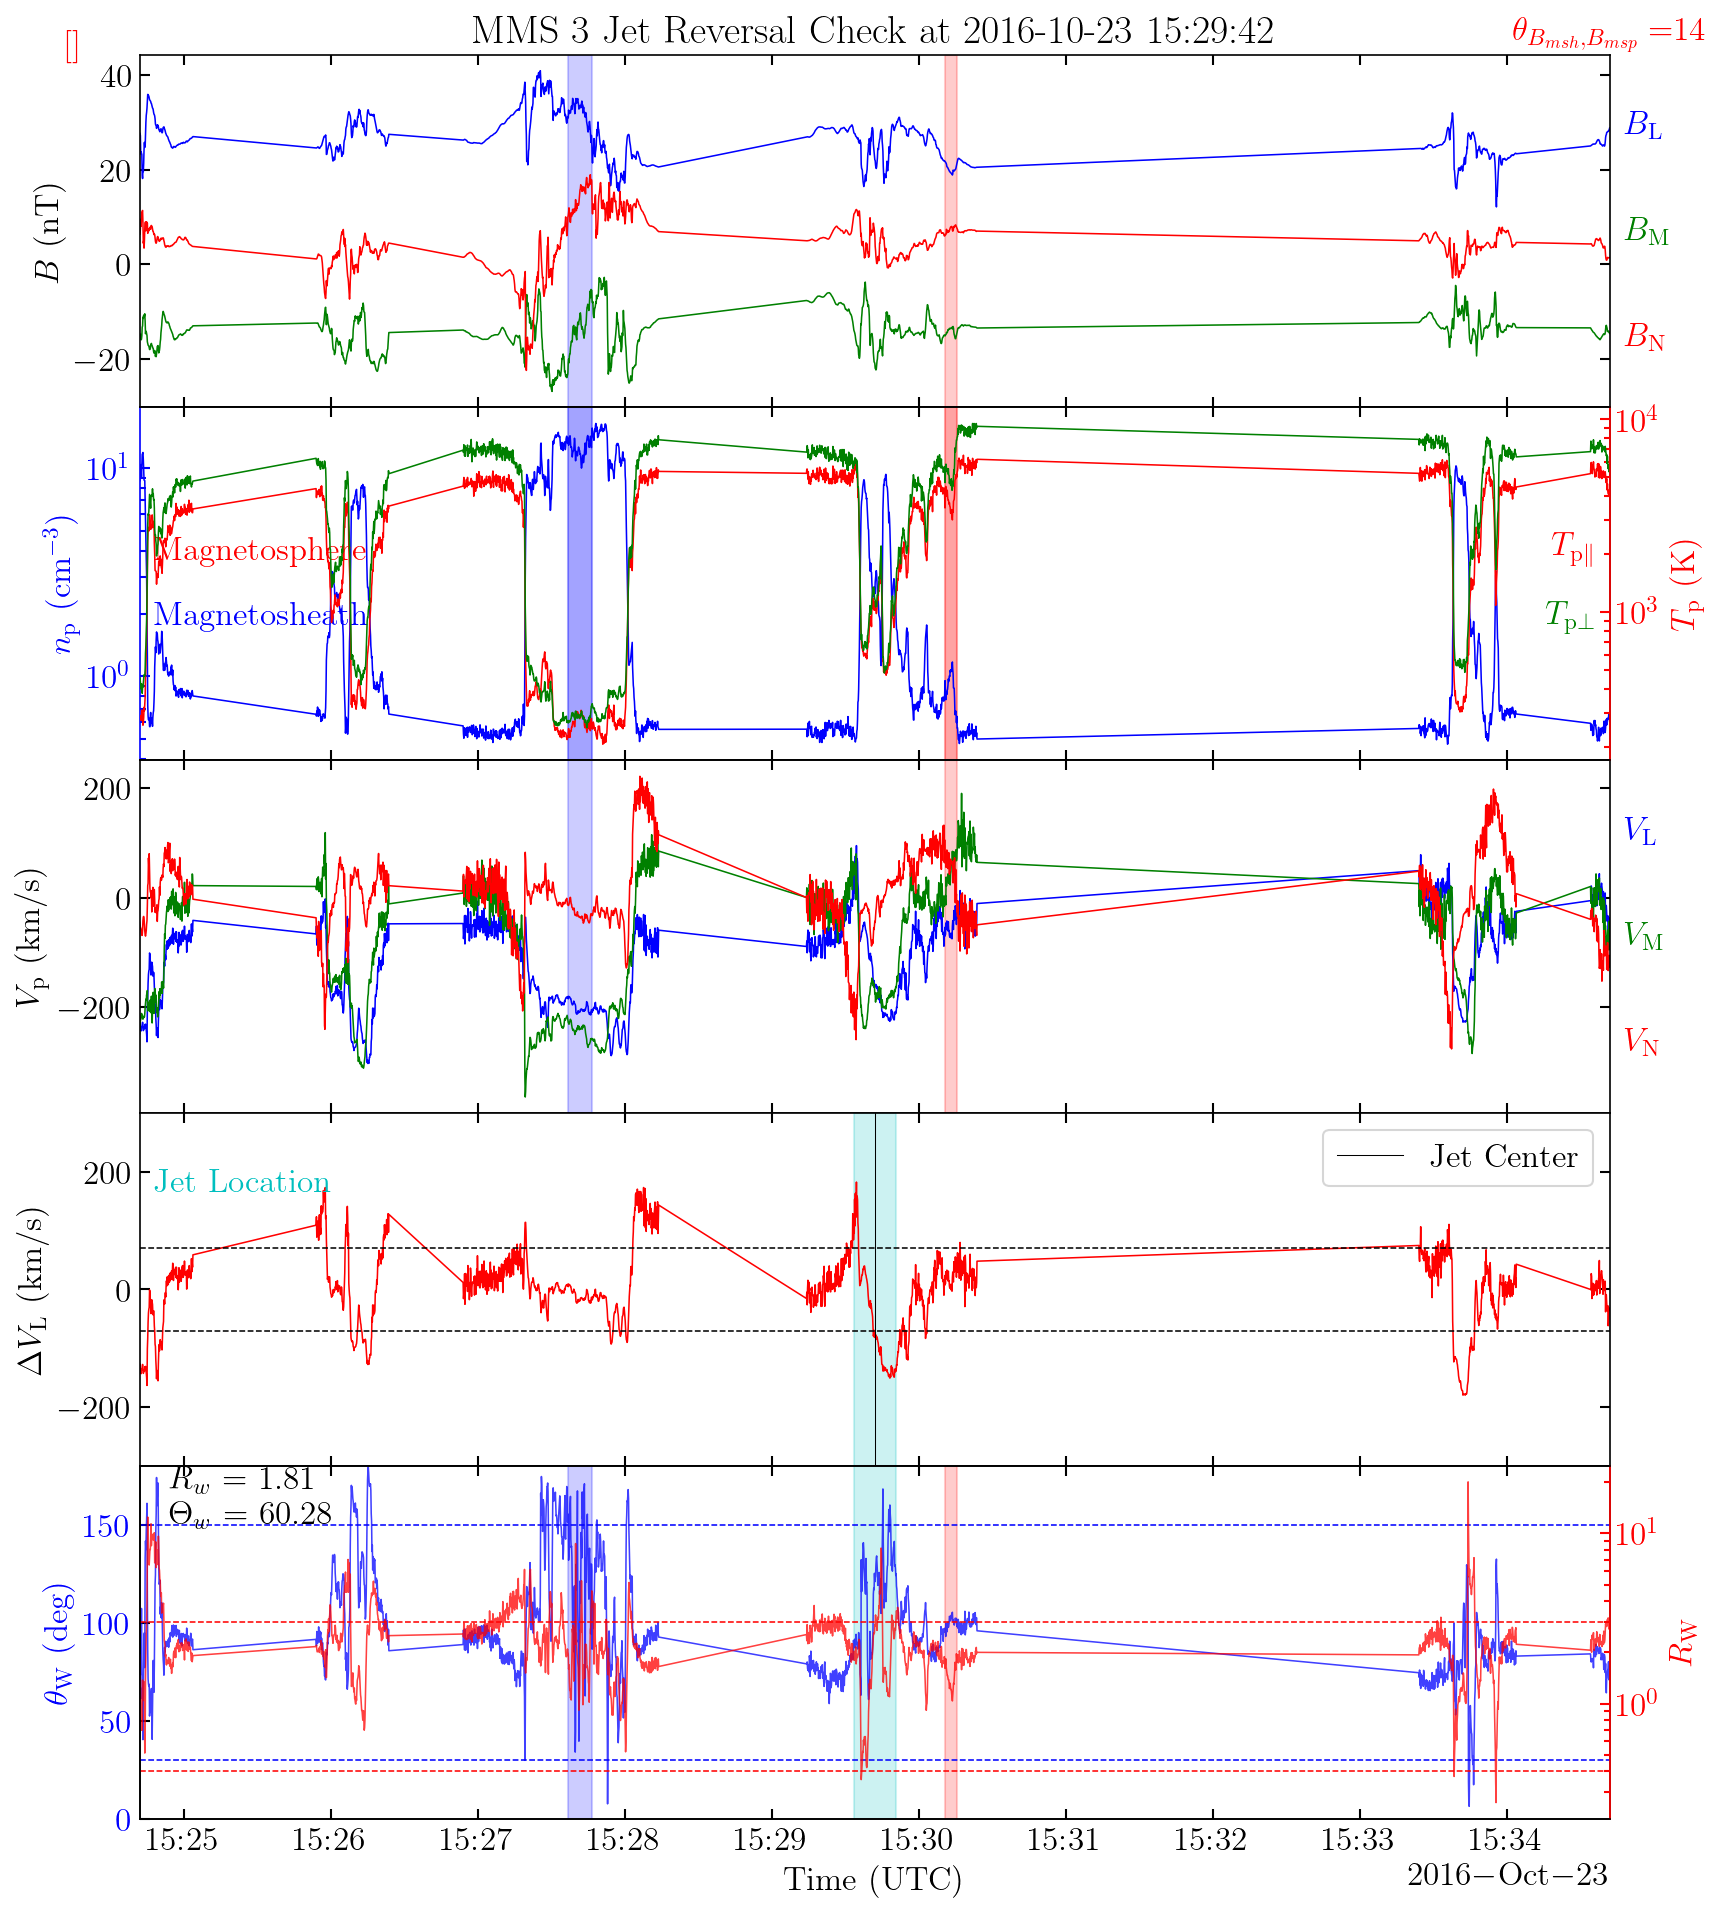 MMS 3 Jet Reversal Check at 2016-10-23 15:29:42
θ_{B_{msh}, B_{msp}} =14
40
20
0
−20
B (nT)
B_L
B_M
B_N
10^1
10^0
n_p (cm^{−3})
Magnetosphere
Magnetosheath
T_{p∥}
T_{p⊥}
10^4
10^3
T_p (K)
200
0
−200
V_p (km/s)
V_L
V_M
V_N
200
0
−200
ΔV_L (km/s)
Jet Location
Jet Center
R_w = 1.81
Θ_w = 60.28
150
100
50
0
θ_W (deg)
10^1
10^0
R_W
15:25 15:26 15:27 15:28 15:29 15:30 15:31 15:32 15:33 15:34
Time (UTC)
2016−Oct−23